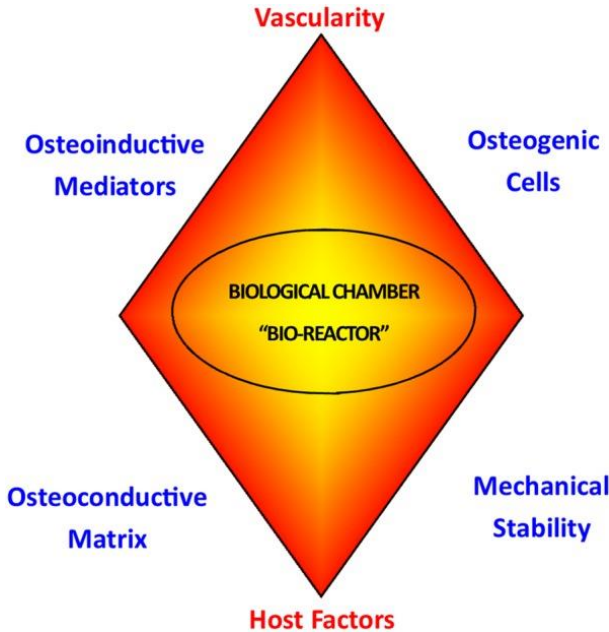 Vascularity
Osteoinductive
Mediators
Osteogenic
Cells
BIOLOGICAL CHAMBER
“BIO-REACTOR”
Osteoconductive
Matrix
Mechanical
Stability
Host Factors